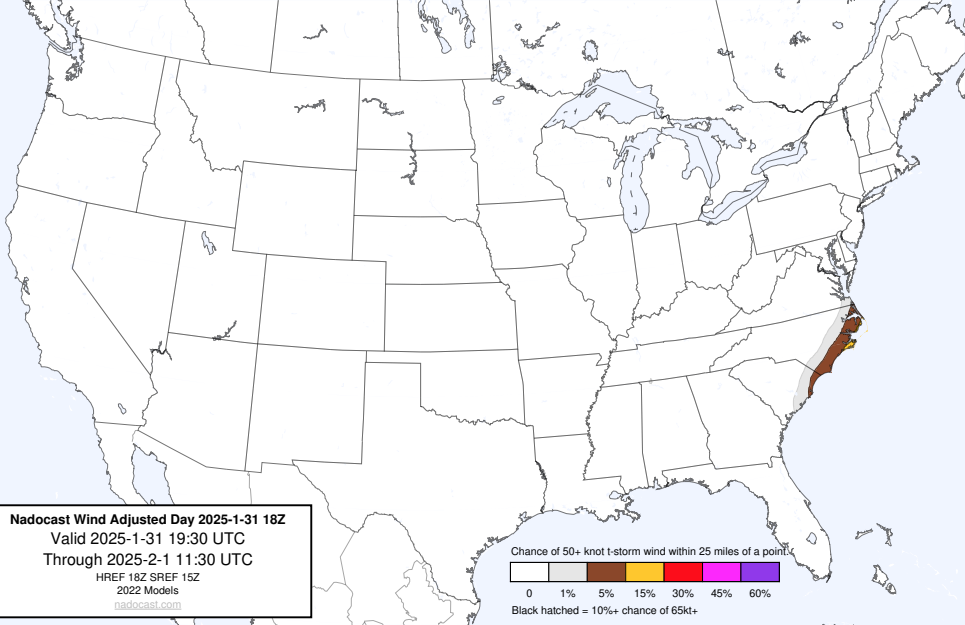 Nadocast Wind Adjusted Day 2025-1-31 18Z
Valid 2025-1-31 19:30 UTC
Through 2025-2-1 11:30 UTC
HREF 18Z SREF 15Z
2022 Models
nadocast.com
Chance of 50+ knot t-storm wind within 25 miles of a point.
0 1% 5% 15% 30% 45% 60%
Black hatched = 10%+ chance of 65kt+